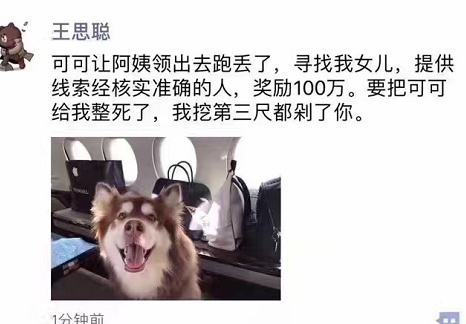 王思聪
可可让阿姨领出去跑丢了，寻找我女儿，提供
线索经核实准确的人，奖励100万。要把可可
给我整死了，我挖第三尺都剁了你。
1分钟前